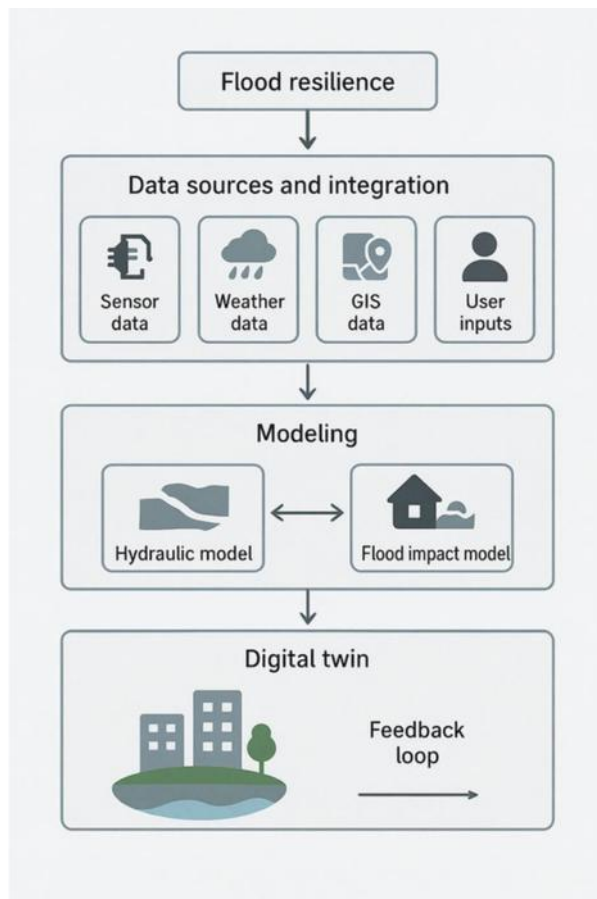 Flood resilience
Data sources and integration
Sensor
data
Weather
data
GIS
data
User
inputs
Modeling
Hydraulic model
Flood impact model
Digital twin
Feedback
loop